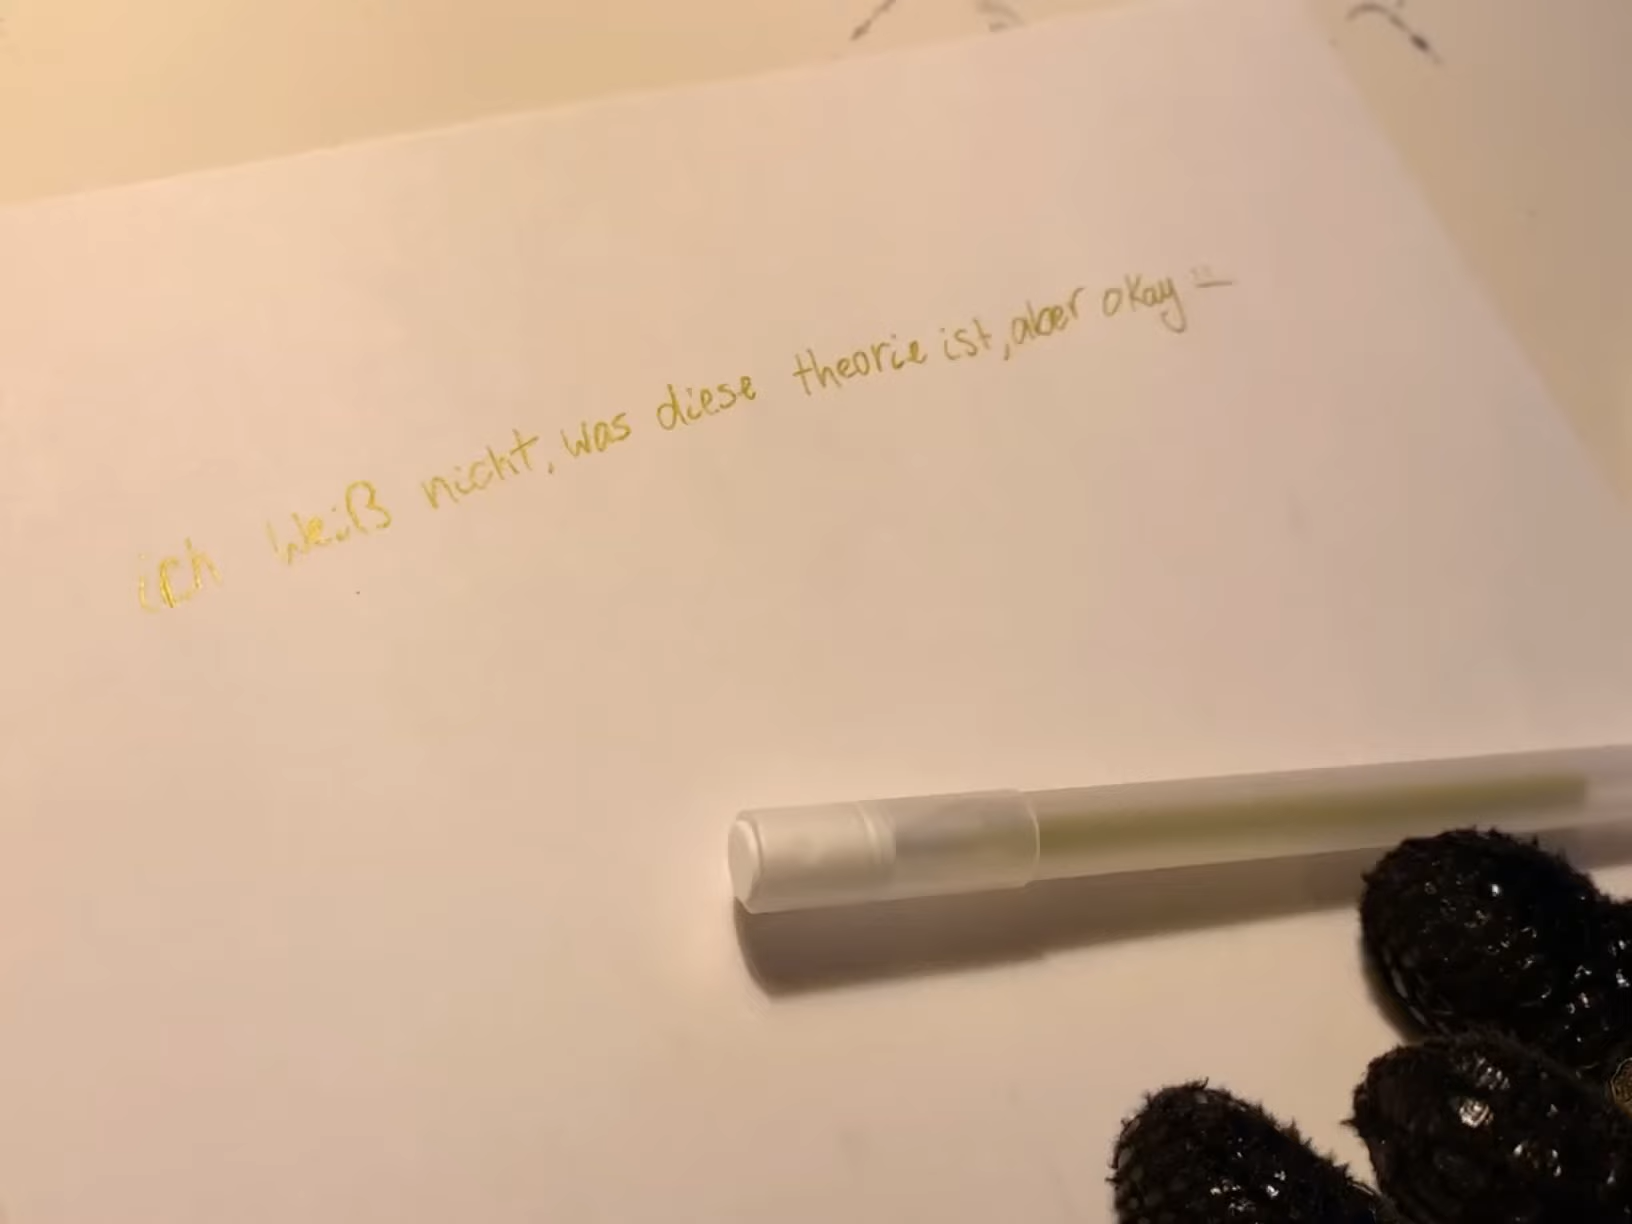 ich weiß nicht, was diese theorie ist, aber okay